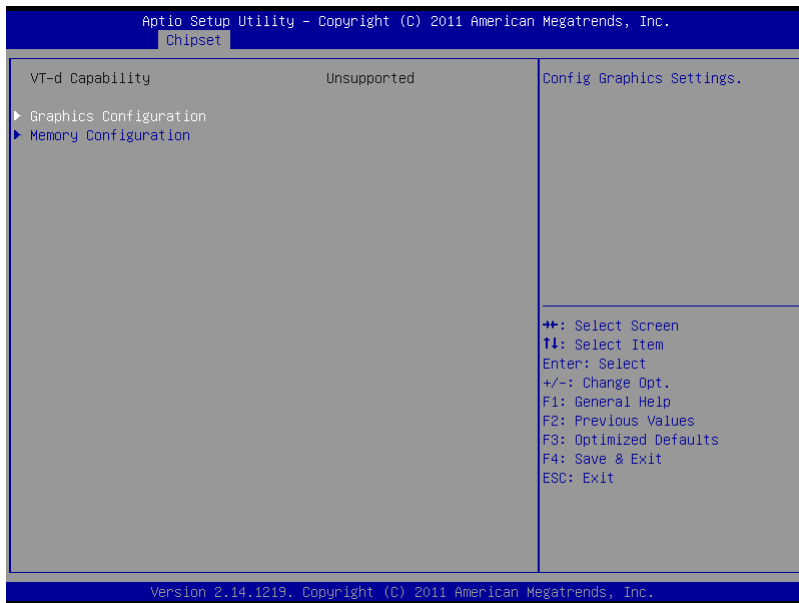 Aptio Setup Utility – Copyright (C) 2011 American Megatrends, Inc.
Chipset
VT-d Capability Unsupported
Graphics Configuration
Memory Configuration
Config Graphics Settings.
→←: Select Screen
↑↓: Select Item
Enter: Select
+/-: Change Opt.
F1: General Help
F2: Previous Values
F3: Optimized Defaults
F4: Save & Exit
ESC: Exit
Version 2.14.1219. Copyright (C) 2011 American Megatrends, Inc.